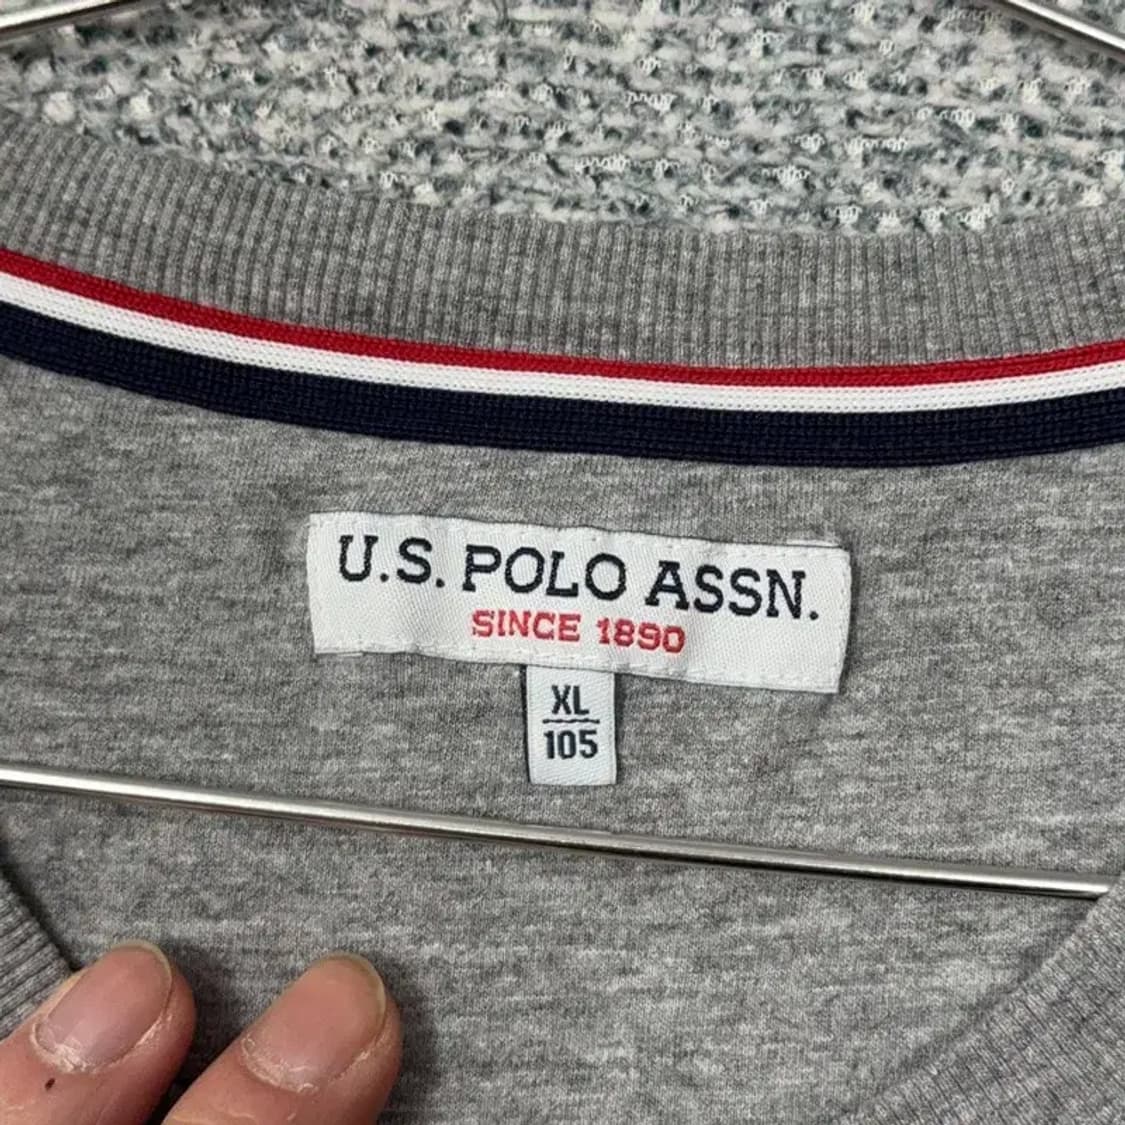 U.S. POLO ASSN.
SINCE 1890
XL
105